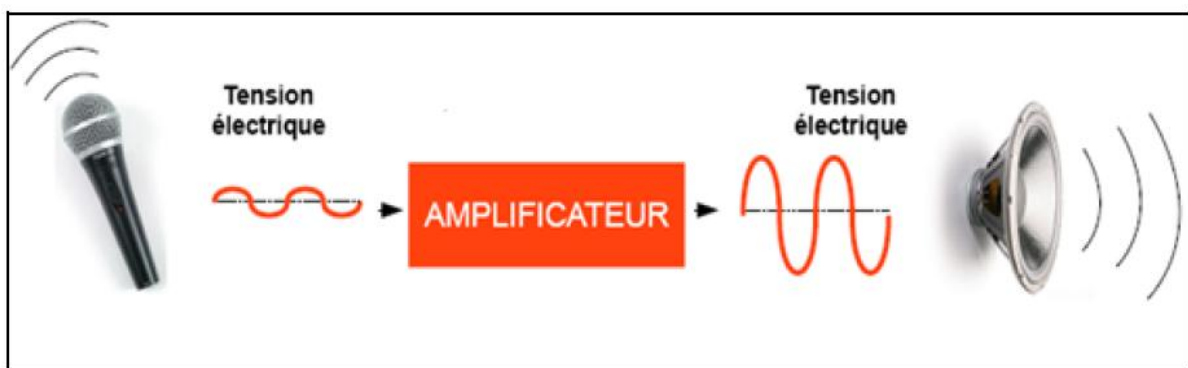 Tension
électrique
AMPLIFICATEUR
Tension
électrique